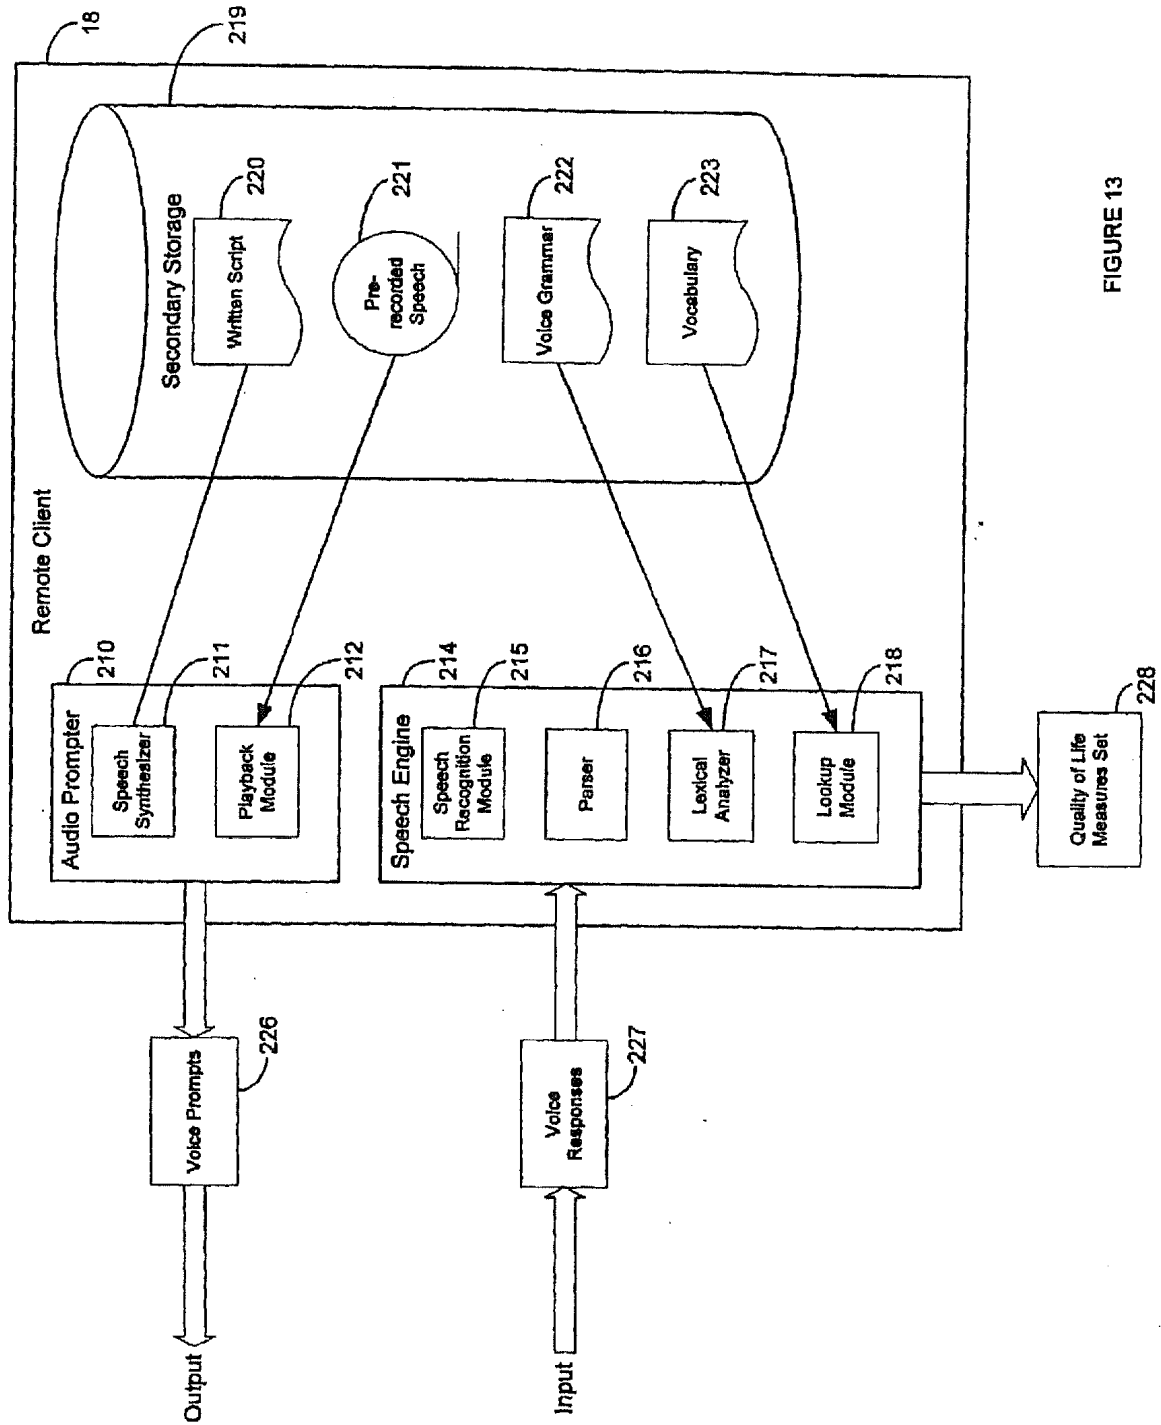 Remote Client
18
Audio Prompter
210
Speech
Synthesizer
211
Playback
Module
212
Speech Engine
214
Speech
Recognition
Module
215
Parser
216
Lexical
Analyzer
217
Lookup
Module
218
Secondary Storage
219
Written Script
220
Pre-
recorded
Speech
221
Voice Grammar
222
Vocabulary
223
Output
Voice Prompts
226
Input
Voice
Responses
227
Quality of Life
Measures Set
228
FIGURE 13